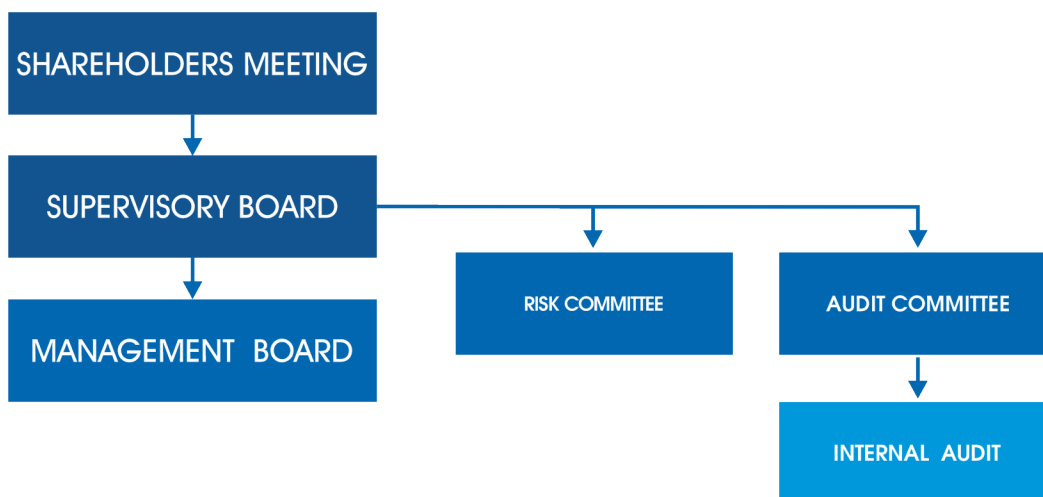 SHAREHOLDERS MEETING
SUPERVISORY BOARD
MANAGEMENT BOARD
RISK COMMITTEE
AUDIT COMMITTEE
INTERNAL AUDIT